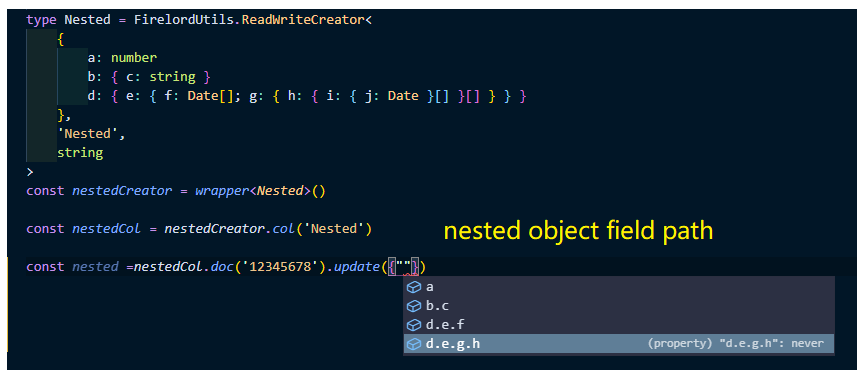 type Nested = FirelordUtils.ReadWriteCreator<
{
a: number
b: { c: string }
d: { e: { f: Date[]; g: { h: { i: { j: Date }[] }[] } } }
},
'Nested',
string
>
const nestedCreator = wrapper<Nested>()
const nestedCol = nestedCreator.col('Nested')
nested object field path
const nested =nestedCol.doc('12345678').update({""})
a
b.c
d.e.f
d.e.g.h (property) "d.e.g.h": never